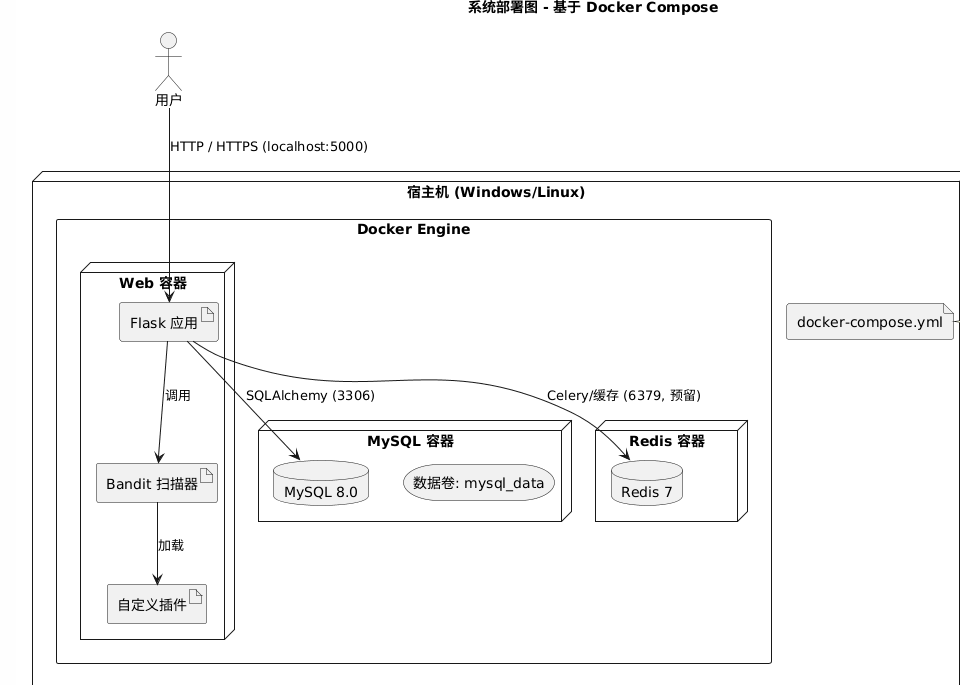 系统部署图 - 基于 Docker Compose
用户
HTTP / HTTPS (localhost:5000)
宿主机 (Windows/Linux)
Docker Engine
Web 容器
Flask 应用
docker-compose.yml
调用
SQLAlchemy (3306)
Celery/缓存 (6379, 预留)
MySQL 容器
Redis 容器
Bandit 扫描器
MySQL 8.0
数据卷: mysql_data
Redis 7
加载
自定义插件